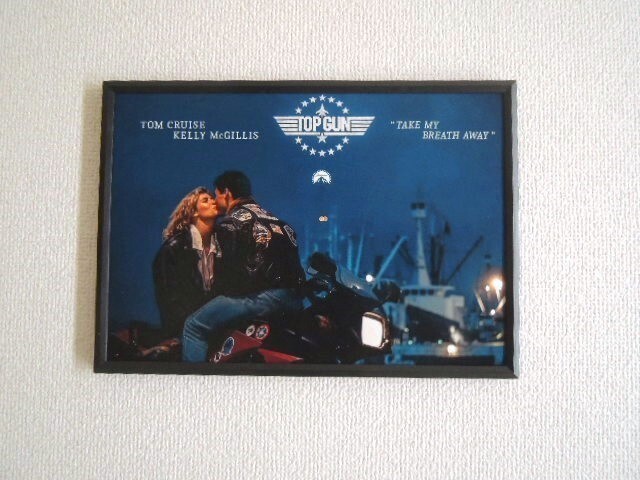 TOM CRUISE
KELLY McGILLIS
TOP GUN
"TAKE MY
BREATH AWAY"